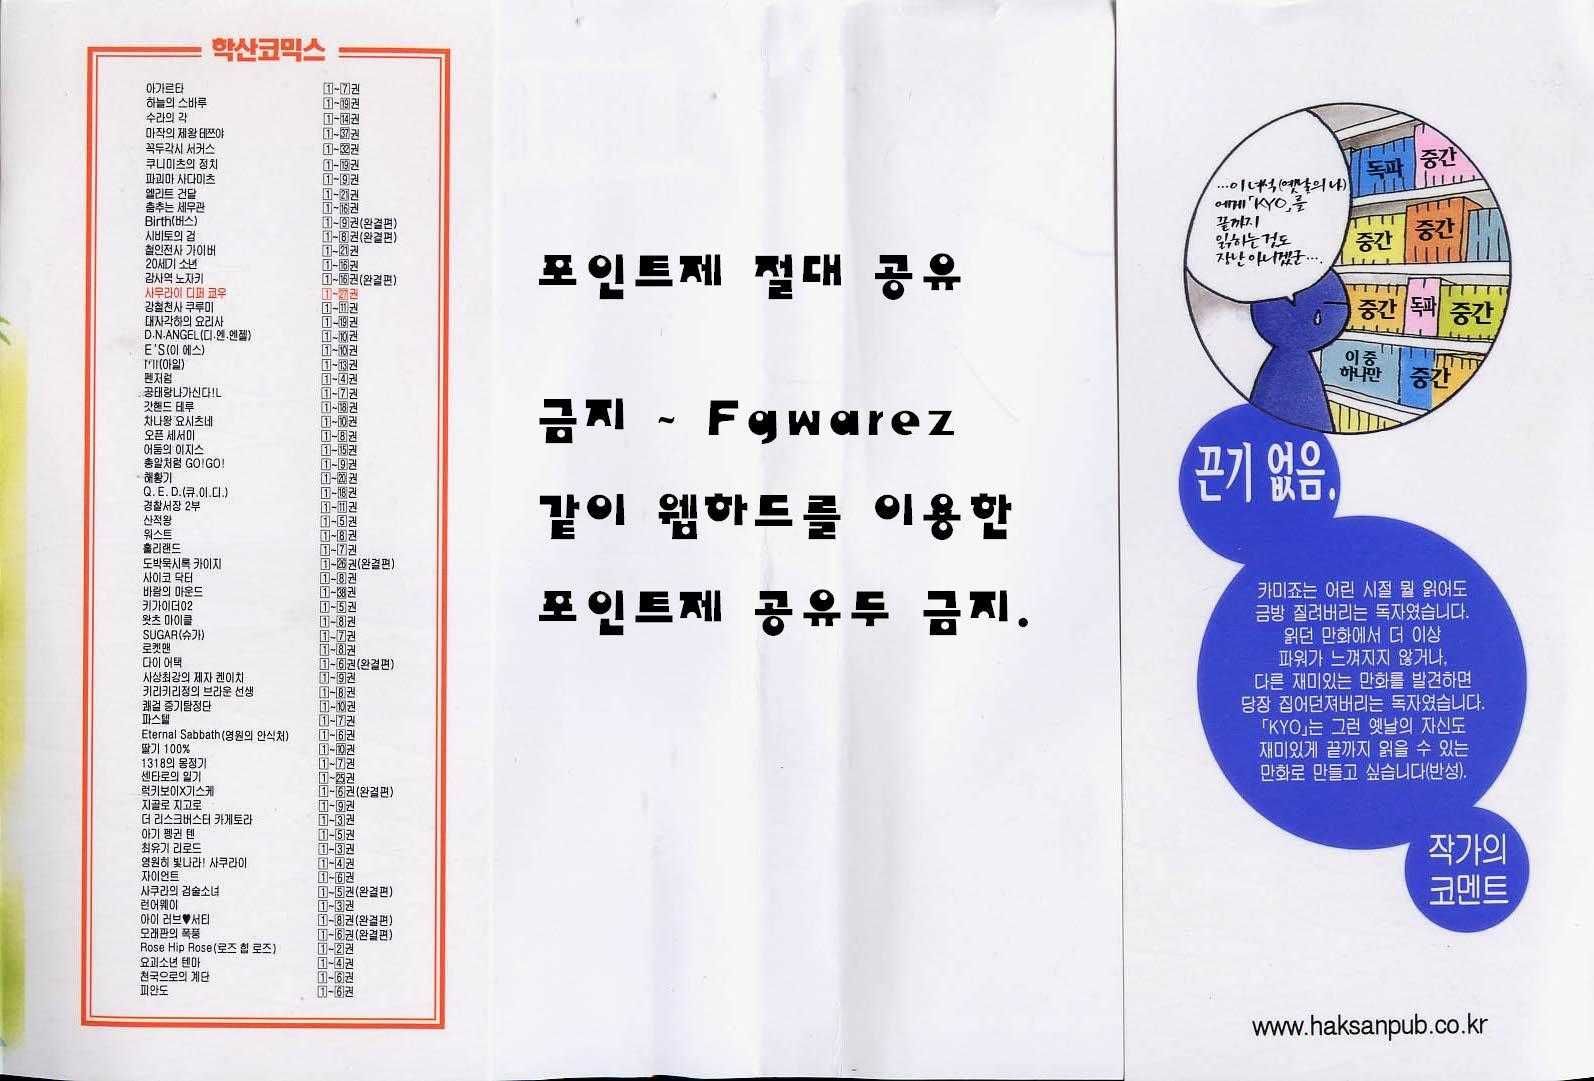 학산코믹스
아가르타 1~7권
하늘의 스바루 1~19권
수라의 각 1~14권
마작의 제왕 테쯔야 1~37권
꼭두각시 서커스 1~32권
쿠니미츠의 정치 1~19권
파괴마 사다미츠 1~9권
엘리트 건달 1~21권
춤추는 세무관 1~16권
Birth(버스) 1~9권(완결편)
시비토의 검 1~8권(완결편)
철인전사 가이버 1~21권
20세기 소년 1~16권
감사역 노자키 1~16권(완결편)
사무라이 디퍼 쿄우 1~27권
강철천사 쿠루미 1~11권
대사각하의 요리사 1~19권
D·N·ANGEL(디·엔·엔젤) 1~10권
E'S(이 에스) 1~10권
I'll(아일) 1~13권
펜저럼 1~4권
공태랑나가신다!L 1~7권
갓핸드 테루 1~18권
차나왕 요시츠네 1~10권
오픈 세서미 1~8권
어둠의 이지스 1~15권
총알처럼 GO!GO! 1~9권
해황기 1~20권
Q.E.D.(큐.이.디.) 1~18권
경찰서장 2부 1~11권
산적왕 1~5권
워스트 1~8권
홀리랜드 1~7권
도박묵시록 카이지 1~26권(완결편)
사이코 닥터 1~8권
바람의 마운드 1~38권
키가이더02 1~5권
왓츠 마이클 1~8권
SUGAR(슈가) 1~7권
로켓맨 1~8권
다이 어택 1~6권(완결편)
사상최강의 제자 켄이치 1~9권
키리키리정의 브라운 선생 1~8권
쾌걸 증기탐정단 1~10권
파스텔 1~7권
Eternal Sabbath(영원의 안식처) 1~6권
딸기 100% 1~10권
1318의 몽정기 1~7권
센타로의 일기 1~25권
럭키보이X기스케 1~6권(완결편)
지골로 지고로 1~9권
더 리스크버스터 카게토라 1~3권
아기 펭귄 텐 1~5권
최유기 리로드 1~3권
영원히 빛나라! 사쿠라이 1~4권
자이언트 1~6권
사쿠리의 검술소녀 1~5권(완결편)
런어웨이 1~3권
아이 러브♥서티 1~8권(완결편)
모래판의 폭풍 1~6권(완결편)
Rose Hip Rose(로즈 힙 로즈) 1~2권
요괴소년 텐마 1~4권
천국으로의 계단 1~6권
피안도 1~6권
포인트제 절대 공유
금지 ~ Fgwarez
같이 웹하드를 이용한
포인트제 공유두 금지.
…이 녀석(옛날의 나)
에게「KYO」를
끝까지
읽히는 것도
장난 아니겠군….
독파 중간
중간 중간
중간 독파 중간
이 중
하나만
중간
끈기 없음.
카미죠는 어린 시절 뭘 읽어도
금방 질려버리는 독자였습니다.
읽던 만화에서 더 이상
파워가 느껴지지 않거나,
다른 재미있는 만화를 발견하면
당장 집어던져버리는 독자였습니다.
「KYO」는 그런 옛날의 자신도
재미있게 끝까지 읽을 수 있는
만화로 만들고 싶습니다(반성).
작가의
코멘트
www.haksanpub.co.kr